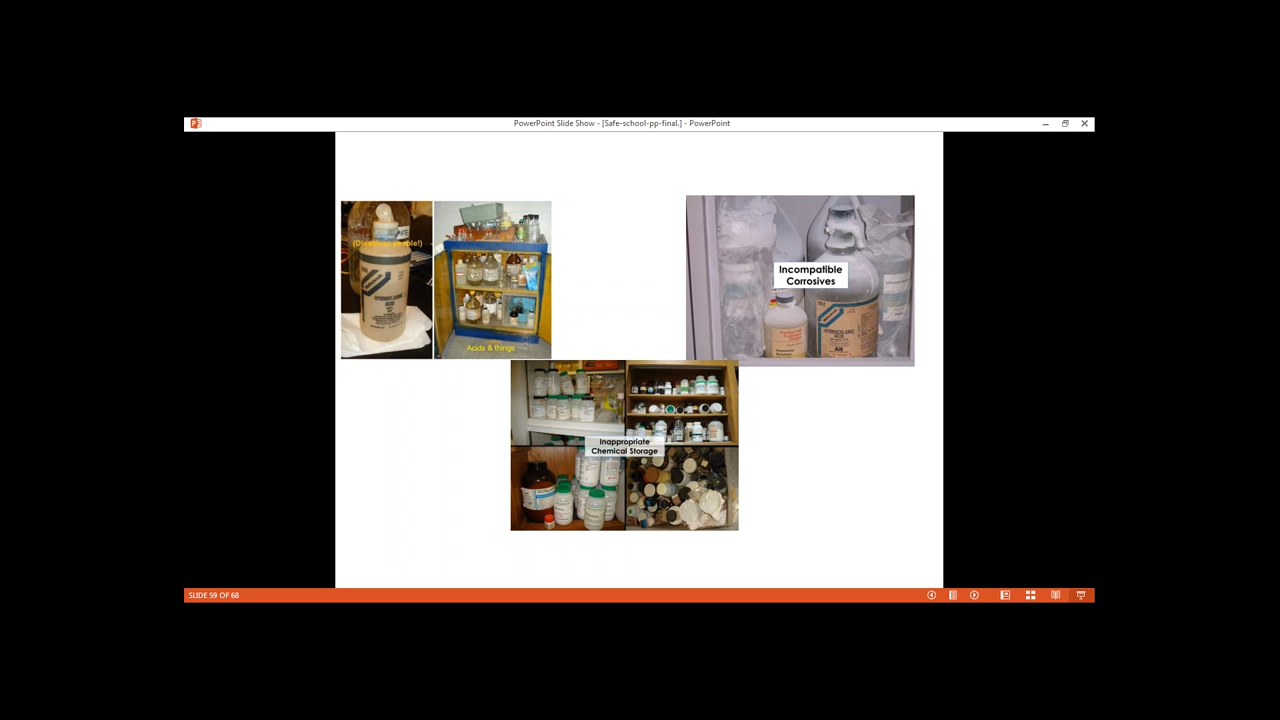 PowerPoint Slide Show - [Safe-school-pp-final.] - PowerPoint
(Dissolves people!)
HYDROFLUORIC
ACID
Acids & things
Incompatible
Corrosives
HYDROCHLORIC
ACID
Inappropriate
Chemical Storage
SLIDE 59 OF 68